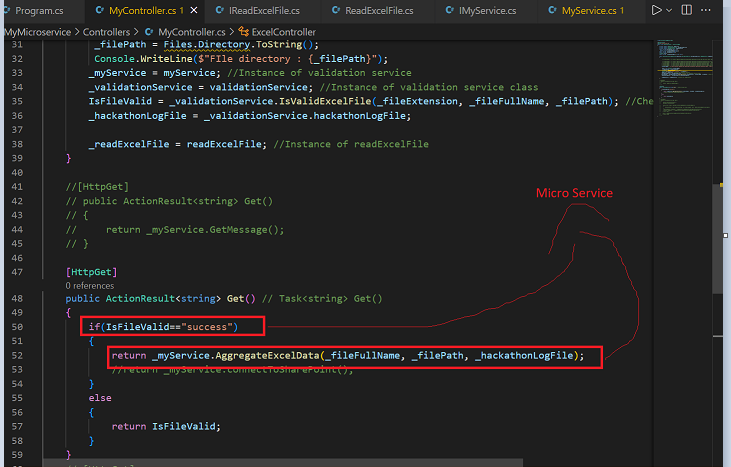 Program.cs
MyController.cs 1
IReadExcelFile.cs
ReadExcelFile.cs
IMyService.cs
MyService.cs 1
MyMicroservice > Controllers > MyController.cs > ExcelController
31 _filePath = Files.Directory.ToString();
32 Console.WriteLine($"FIle directory : {_filePath}");
33 _myService = myService; //Instance of validation service
34 _validationService = validationService; //Instance of validation service class
35 IsFileValid = _validationService.IsValidExcelFile(_fileExtension, _fileFullName, _filePath); //Che
36 _hackathonLogFile = _validationService.hackathonLogFile;
37
38 _readExcelFile = readExcelFile; //Instance of readExcelFile
39 }
40
41 //[HttpGet]
42 // public ActionResult<string> Get()
43 // {
44 // return _myService.GetMessage();
45 // }
46
Micro Service
47 [HttpGet]
0 references
48 public ActionResult<string> Get() // Task<string> Get()
49 {
50 if(IsFileValid=="success")
51 {
52 return _myService.AggregateExcelData(_fileFullName, _filePath, _hackathonLogFile);
53 //return _myService.ConnectToSharePoint();
54 }
55 else
56 {
57 return IsFileValid;
58 }
59 }